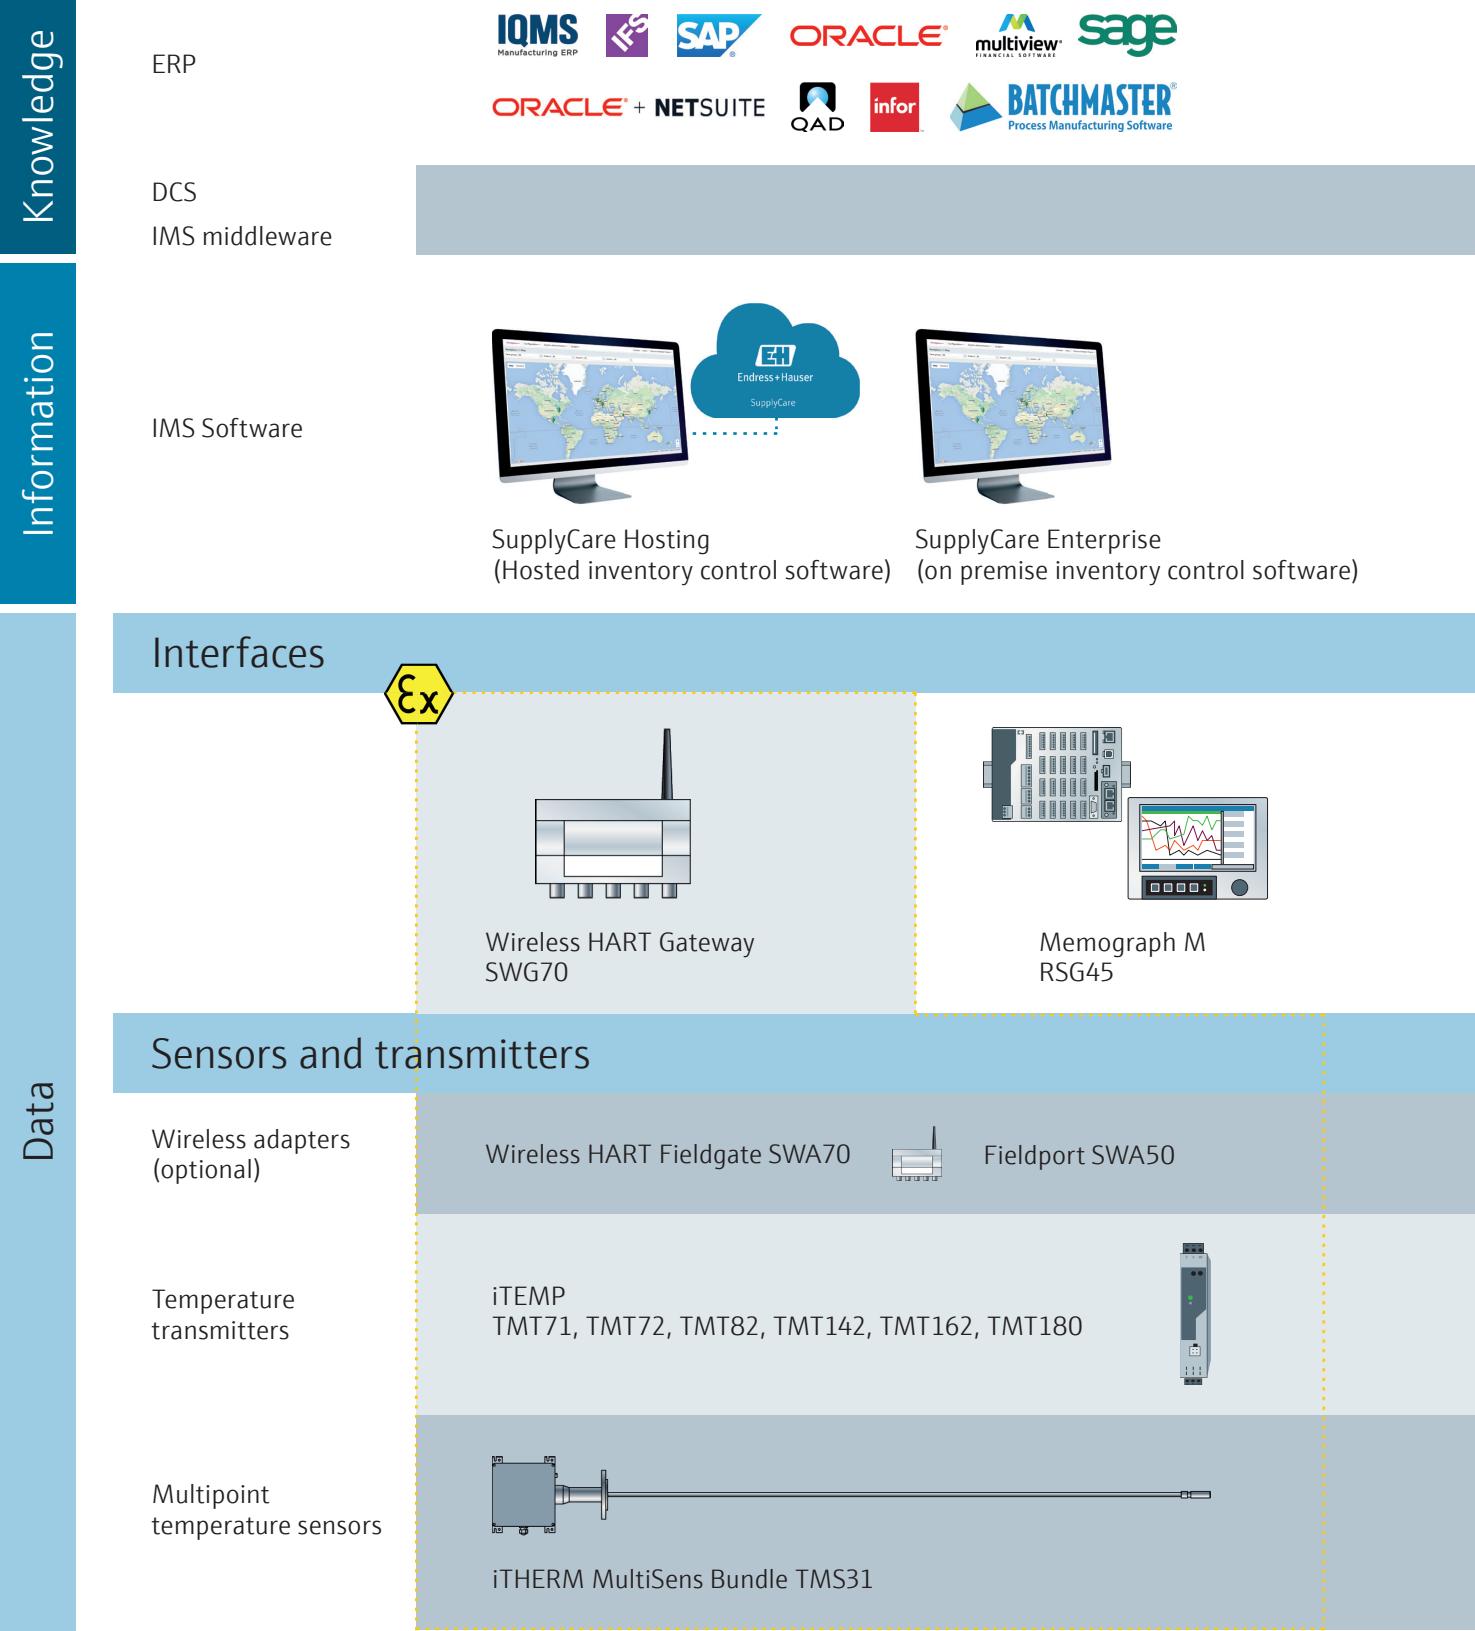 Knowledge
ERP
IQMS
Manufacturing ERP
IFS
SAP
ORACLE
multiview
FINANCIAL SOFTWARE
sage
ORACLE + NETSUITE
QAD
infor
BATCHMASTER
Process Manufacturing Software
DCS
IMS middleware
Information
IMS Software
EH
Endress+Hauser
SupplyCare
SupplyCare Hosting
(Hosted inventory control software)
SupplyCare Enterprise
(on premise inventory control software)
Data
Interfaces
Ex
Wireless HART Gateway
SWG70
Memograph M
RSG45
Sensors and transmitters
Wireless adapters
(optional)
Wireless HART Fieldgate SWA70
Fieldport SWA50
Temperature
transmitters
iTEMP
TMT71, TMT72, TMT82, TMT142, TMT162, TMT180
Multipoint
temperature sensors
iTHERM MultiSens Bundle TMS31